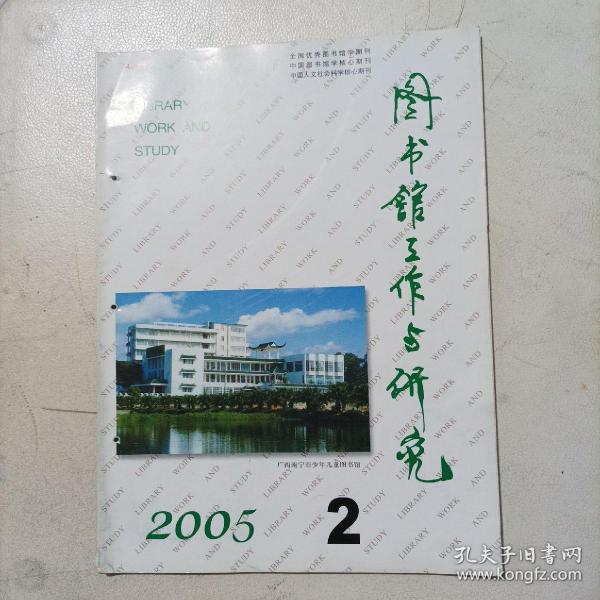 全国优秀图书馆学期刊
中国图书馆学核心期刊
中国人文社会科学核心期刊
LIBRARY
WORK AND
STUDY
图书馆工作与研究
广西南宁市少年儿童图书馆
2005
2
孔夫子旧书网
www.kongfz.com